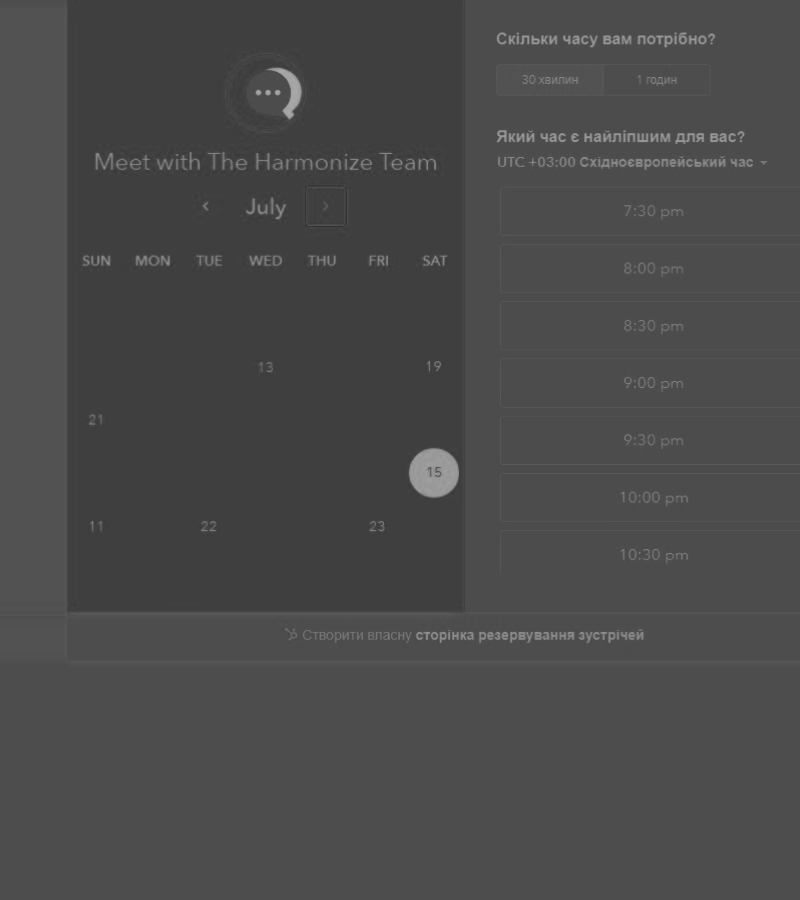 Meet with The Harmonize Team
July
SUN MON TUE WED THU FRI SAT
13 19
21
15
11 22 23
Скільки часу вам потрібно?
30 хвилин 1 годин
Який час є найліпшим для вас?
UTC +03:00 Східноєвропейський час
7:30 pm
8:00 pm
8:30 pm
9:00 pm
9:30 pm
10:00 pm
10:30 pm
Створити власну сторінка резервування зустрічей